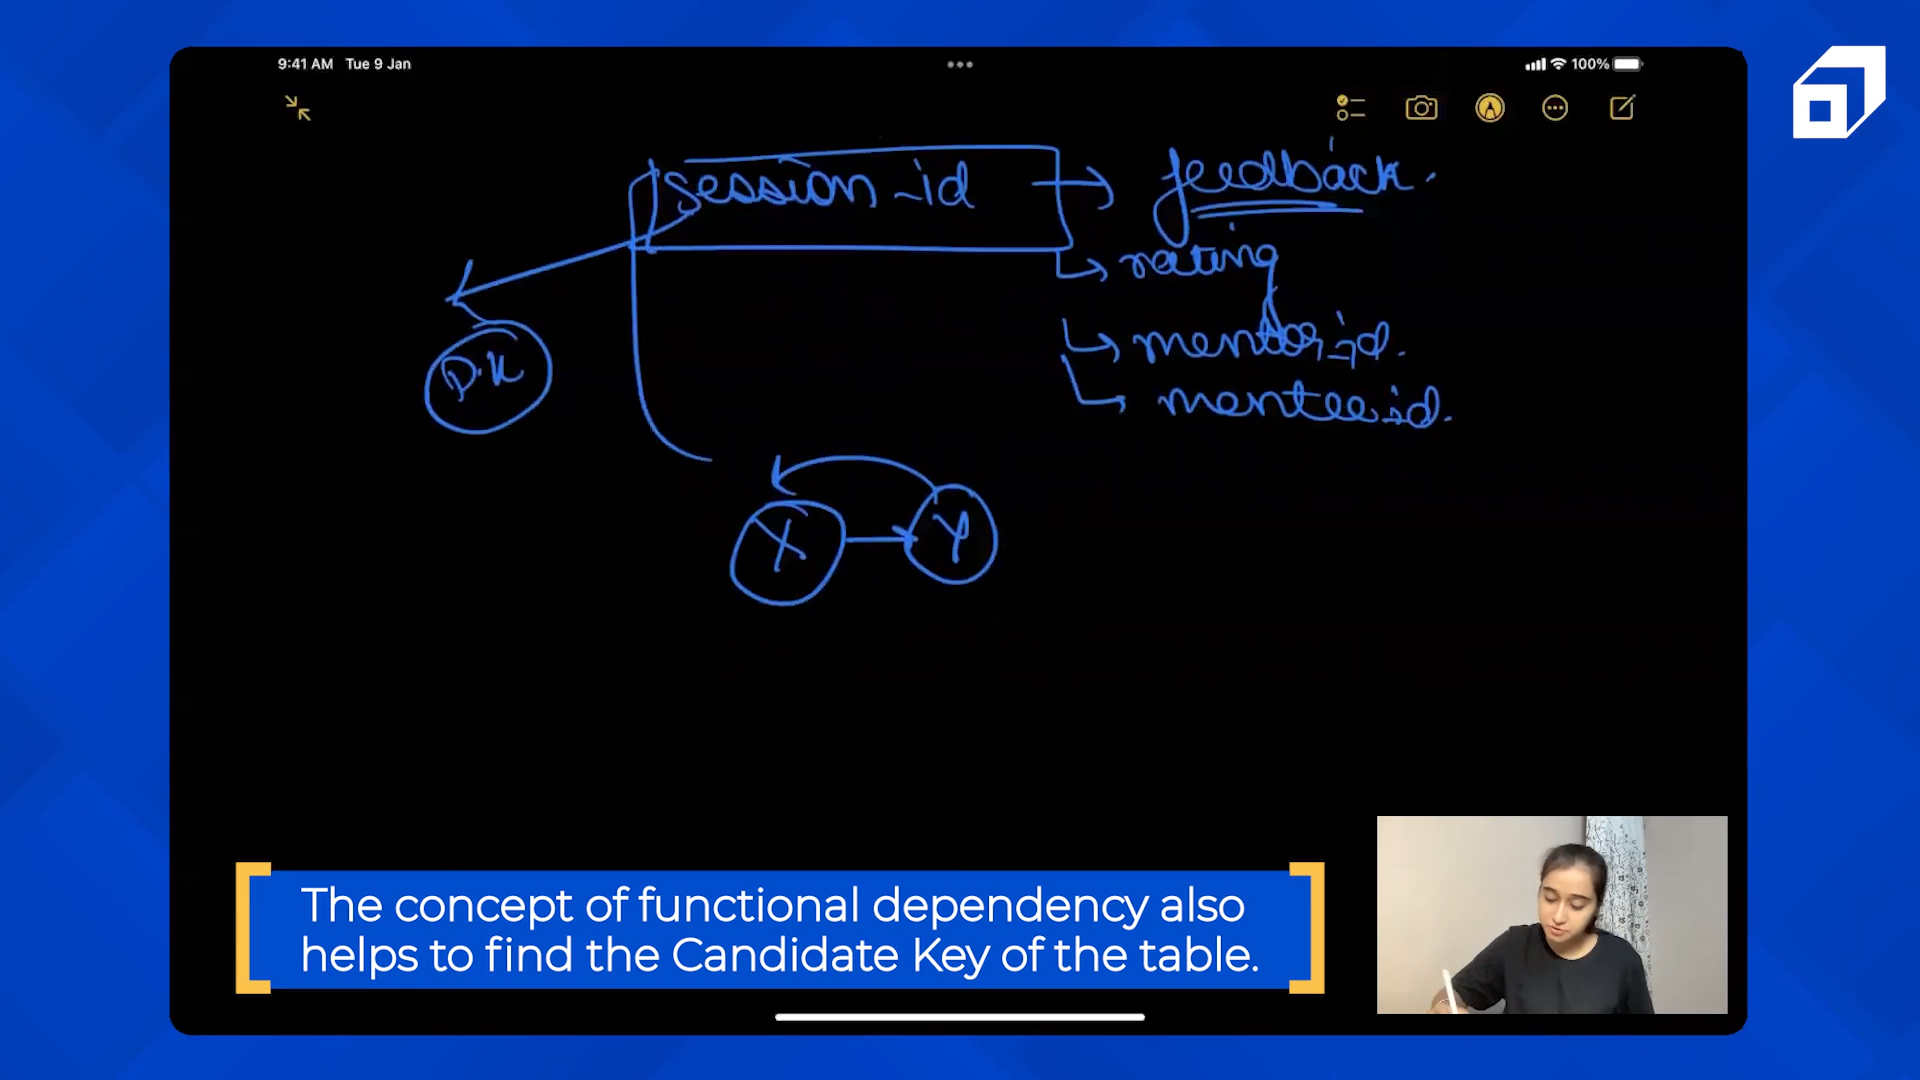 9:41 AM Tue 9 Jan
100%
session_id → feedback.
rating
mentor_id.
mentee_id.
P.K
X → Y
The concept of functional dependency also
helps to find the Candidate Key of the table.